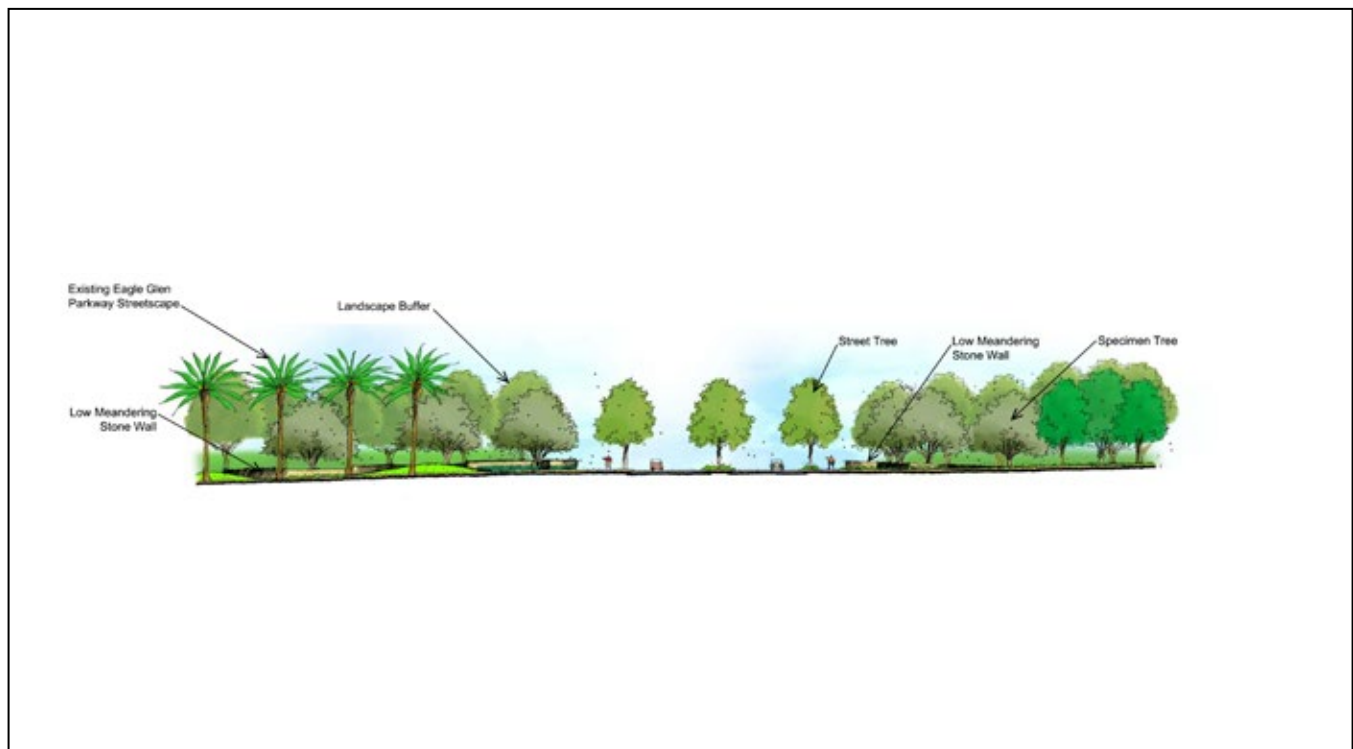 Existing Eagle Glen
Parkway Streetscape
Landscape Buffer
Street Tree
Low Meandering
Stone Wall
Specimen Tree
Low Meandering
Stone Wall